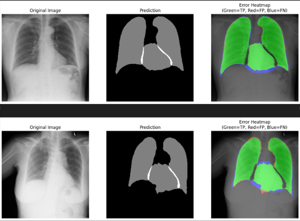 Original Image
Prediction
Error Heatmap
(Green=TP, Red=FP, Blue=FN)
Original Image
Prediction
Error Heatmap
(Green=TP, Red=FP, Blue=FN)
L